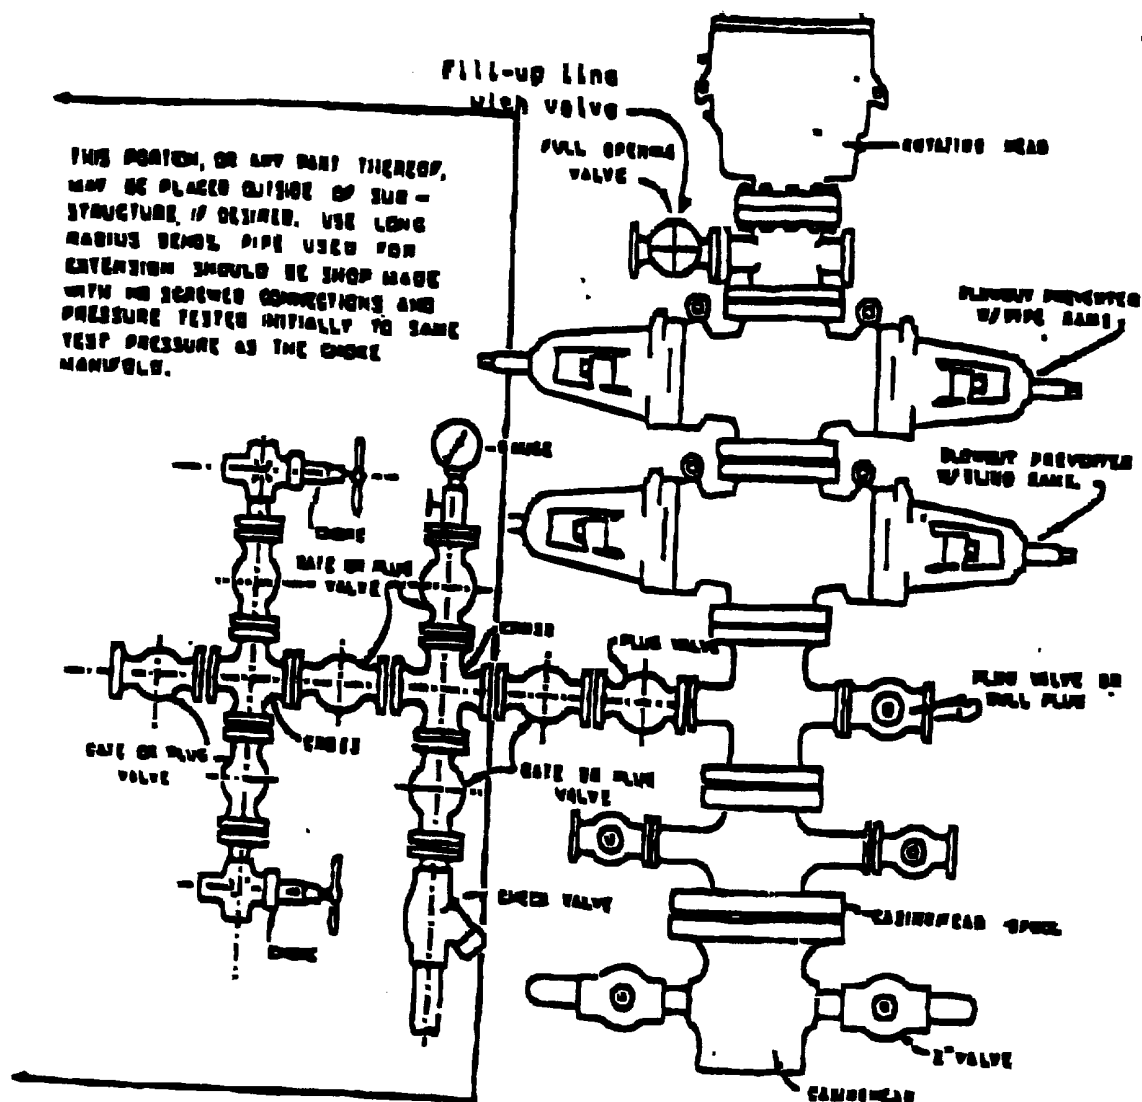 Fill-up line
with valve
FULL OPENING
VALVE
ROTATING HEAD
THIS PORTION, OR ANY PART THEREOF,
MAY BE PLACED OUTSIDE OF SUB-
STRUCTURE, IF DESIRED. USE LONG
RADIUS BENDS. PIPE USED FOR
EXTENSION SHOULD BE SHOP MADE
WITH NO SCREWED CONNECTIONS AND
PRESSURE TESTED INITIALLY TO SAME
TEST PRESSURE AS THE CHOKE
MANIFOLD.
BLOWOUT PREVENTER
W/ PIPE RAMS
GAUGE
BLOWOUT PREVENTER
W/BLIND RAMS
CHOKE
GATE OR PLUG
VALVE
CROSS
PLUG VALVE
PLUG VALVE OR
BULL PLUG
GATE OR PLUG
VALVE
CROSS
GATE OR PLUG
VALVE
CHECK VALVE
CASINGHEAD SPOOL
CHOKE
2" VALVE
CASINGHEAD